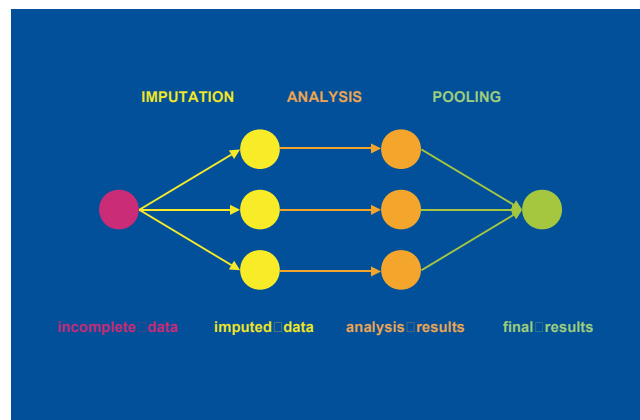 IMPUTATION ANALYSIS POOLING
incomplete□data imputed□data analysis□results final□results